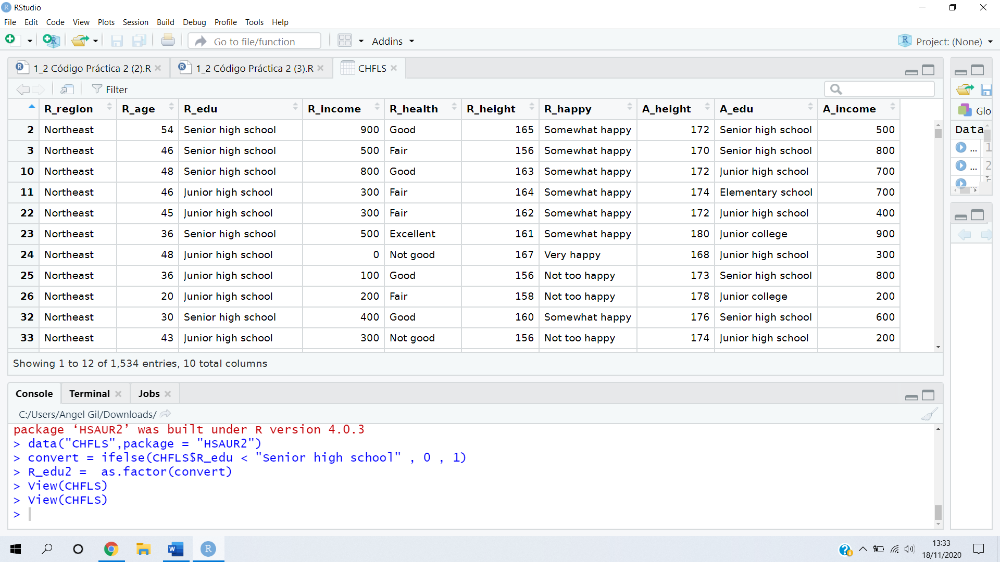 RStudio
File Edit Code View Plots Session Build Debug Profile Tools Help
Go to file/function Addins Project: (None)
1_2 Código Práctica 2 (2).R 1_2 Código Práctica 2 (3).R CHFLS
Filter
R_region R_age R_edu R_income R_health R_height R_happy A_height A_edu A_income
2 Northeast 54 Senior high school 900 Good 165 Somewhat happy 172 Senior high school 500
3 Northeast 46 Senior high school 500 Fair 156 Somewhat happy 170 Senior high school 800
10 Northeast 48 Senior high school 800 Good 163 Somewhat happy 172 Junior high school 700
11 Northeast 46 Junior high school 300 Fair 164 Somewhat happy 174 Elementary school 700
22 Northeast 45 Junior high school 300 Fair 162 Somewhat happy 172 Junior high school 400
23 Northeast 36 Senior high school 500 Excellent 161 Somewhat happy 180 Junior college 900
24 Northeast 48 Junior high school 0 Not good 167 Very happy 168 Junior high school 300
25 Northeast 36 Junior high school 100 Good 156 Not too happy 173 Senior high school 800
26 Northeast 20 Junior high school 200 Fair 158 Not too happy 178 Junior college 200
32 Northeast 30 Senior high school 400 Good 160 Somewhat happy 176 Senior high school 600
33 Northeast 43 Junior high school 300 Not good 156 Not too happy 174 Junior high school 200
Showing 1 to 12 of 1,534 entries, 10 total columns
Glo
Data
... 1
... 2
Console Terminal Jobs
C:/Users/Angel Gil/Downloads/
package ‘HSAUR2’ was built under R version 4.0.3
> data("CHFLS",package = "HSAUR2")
> convert = ifelse(CHFLS$R_edu < "Senior high school" , 0 , 1)
> R_edu2 =  as.factor(convert)
> View(CHFLS)
> View(CHFLS)
>
13:33
18/11/2020